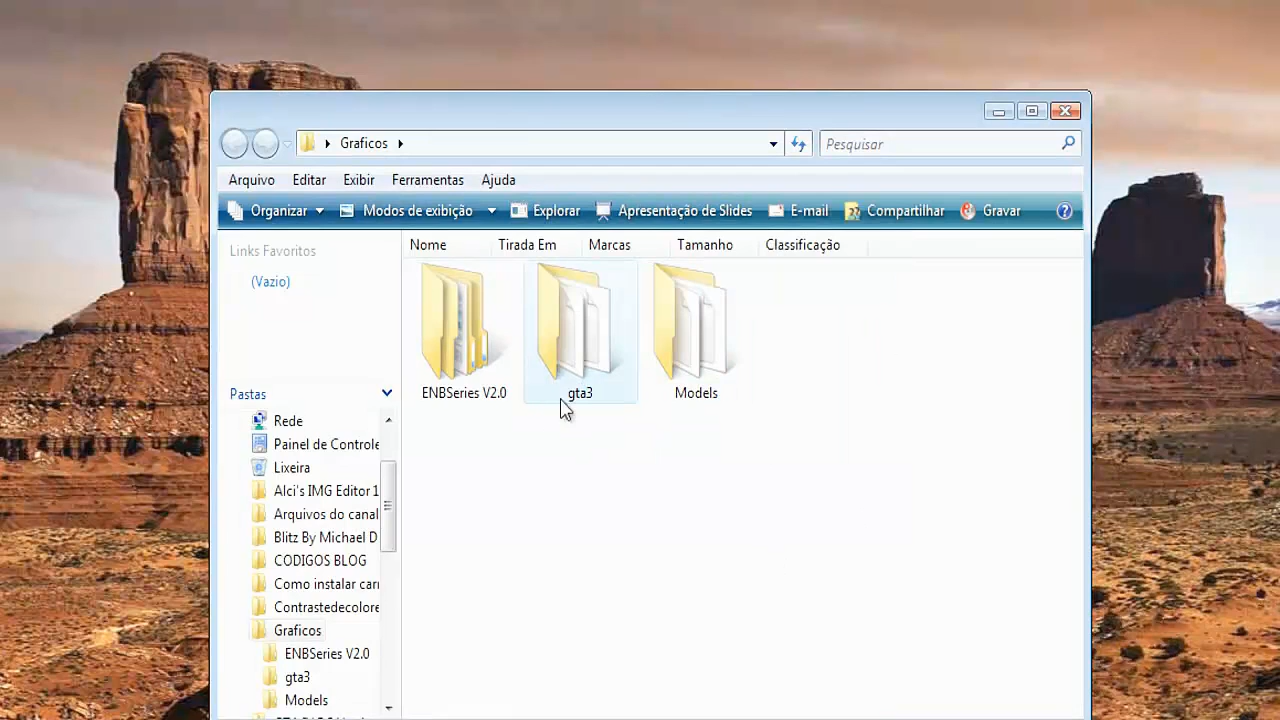 Graficos
Pesquisar
Arquivo Editar Exibir Ferramentas Ajuda
Organizar Modos de exibição Explorar Apresentação de Slides E-mail Compartilhar Gravar
Links Favoritos
(Vazio)
Nome Tirada Em Marcas Tamanho Classificação
ENBSeries V2.0 gta3 Models
Pastas
Rede
Painel de Controle
Lixeira
Alci's IMG Editor 1
Arquivos do canal
Blitz By Michael D
CODIGOS BLOG
Como instalar carr
Contrastedecolore
Graficos
ENBSeries V2.0
gta3
Models